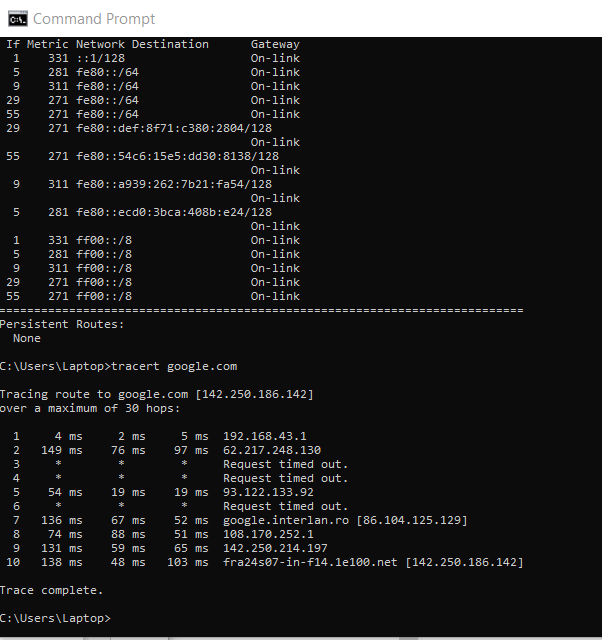 Command Prompt
If Metric Network Destination      Gateway
  1    331 ::1/128                  On-link
  5    281 fe80::/64                On-link
  9    311 fe80::/64                On-link
 29    271 fe80::/64                On-link
 55    271 fe80::/64                On-link
 29    271 fe80::def:8f71:c380:2804/128
                                    On-link
 55    271 fe80::54c6:15e5:dd30:8138/128
                                    On-link
  9    311 fe80::a939:262:7b21:fa54/128
                                    On-link
  5    281 fe80::ecd0:3bca:408b:e24/128
                                    On-link
  1    331 ff00::/8                 On-link
  5    281 ff00::/8                 On-link
  9    311 ff00::/8                 On-link
 29    271 ff00::/8                 On-link
 55    271 ff00::/8                 On-link
===========================================================================
Persistent Routes:
  None
C:\Users\Laptop>tracert google.com
Tracing route to google.com [142.250.186.142]
over a maximum of 30 hops:
  1     4 ms     2 ms     5 ms  192.168.43.1
  2   149 ms    76 ms    97 ms  62.217.248.130
  3     *        *        *     Request timed out.
  4     *        *        *     Request timed out.
  5    54 ms    19 ms    19 ms  93.122.133.92
  6     *        *        *     Request timed out.
  7   136 ms    67 ms    52 ms  google.interlan.ro [86.104.125.129]
  8    74 ms    88 ms    51 ms  108.170.252.1
  9   131 ms    59 ms    65 ms  142.250.214.197
 10   138 ms    48 ms   103 ms  fra24s07-in-f14.1e100.net [142.250.186.142]
Trace complete.
C:\Users\Laptop>